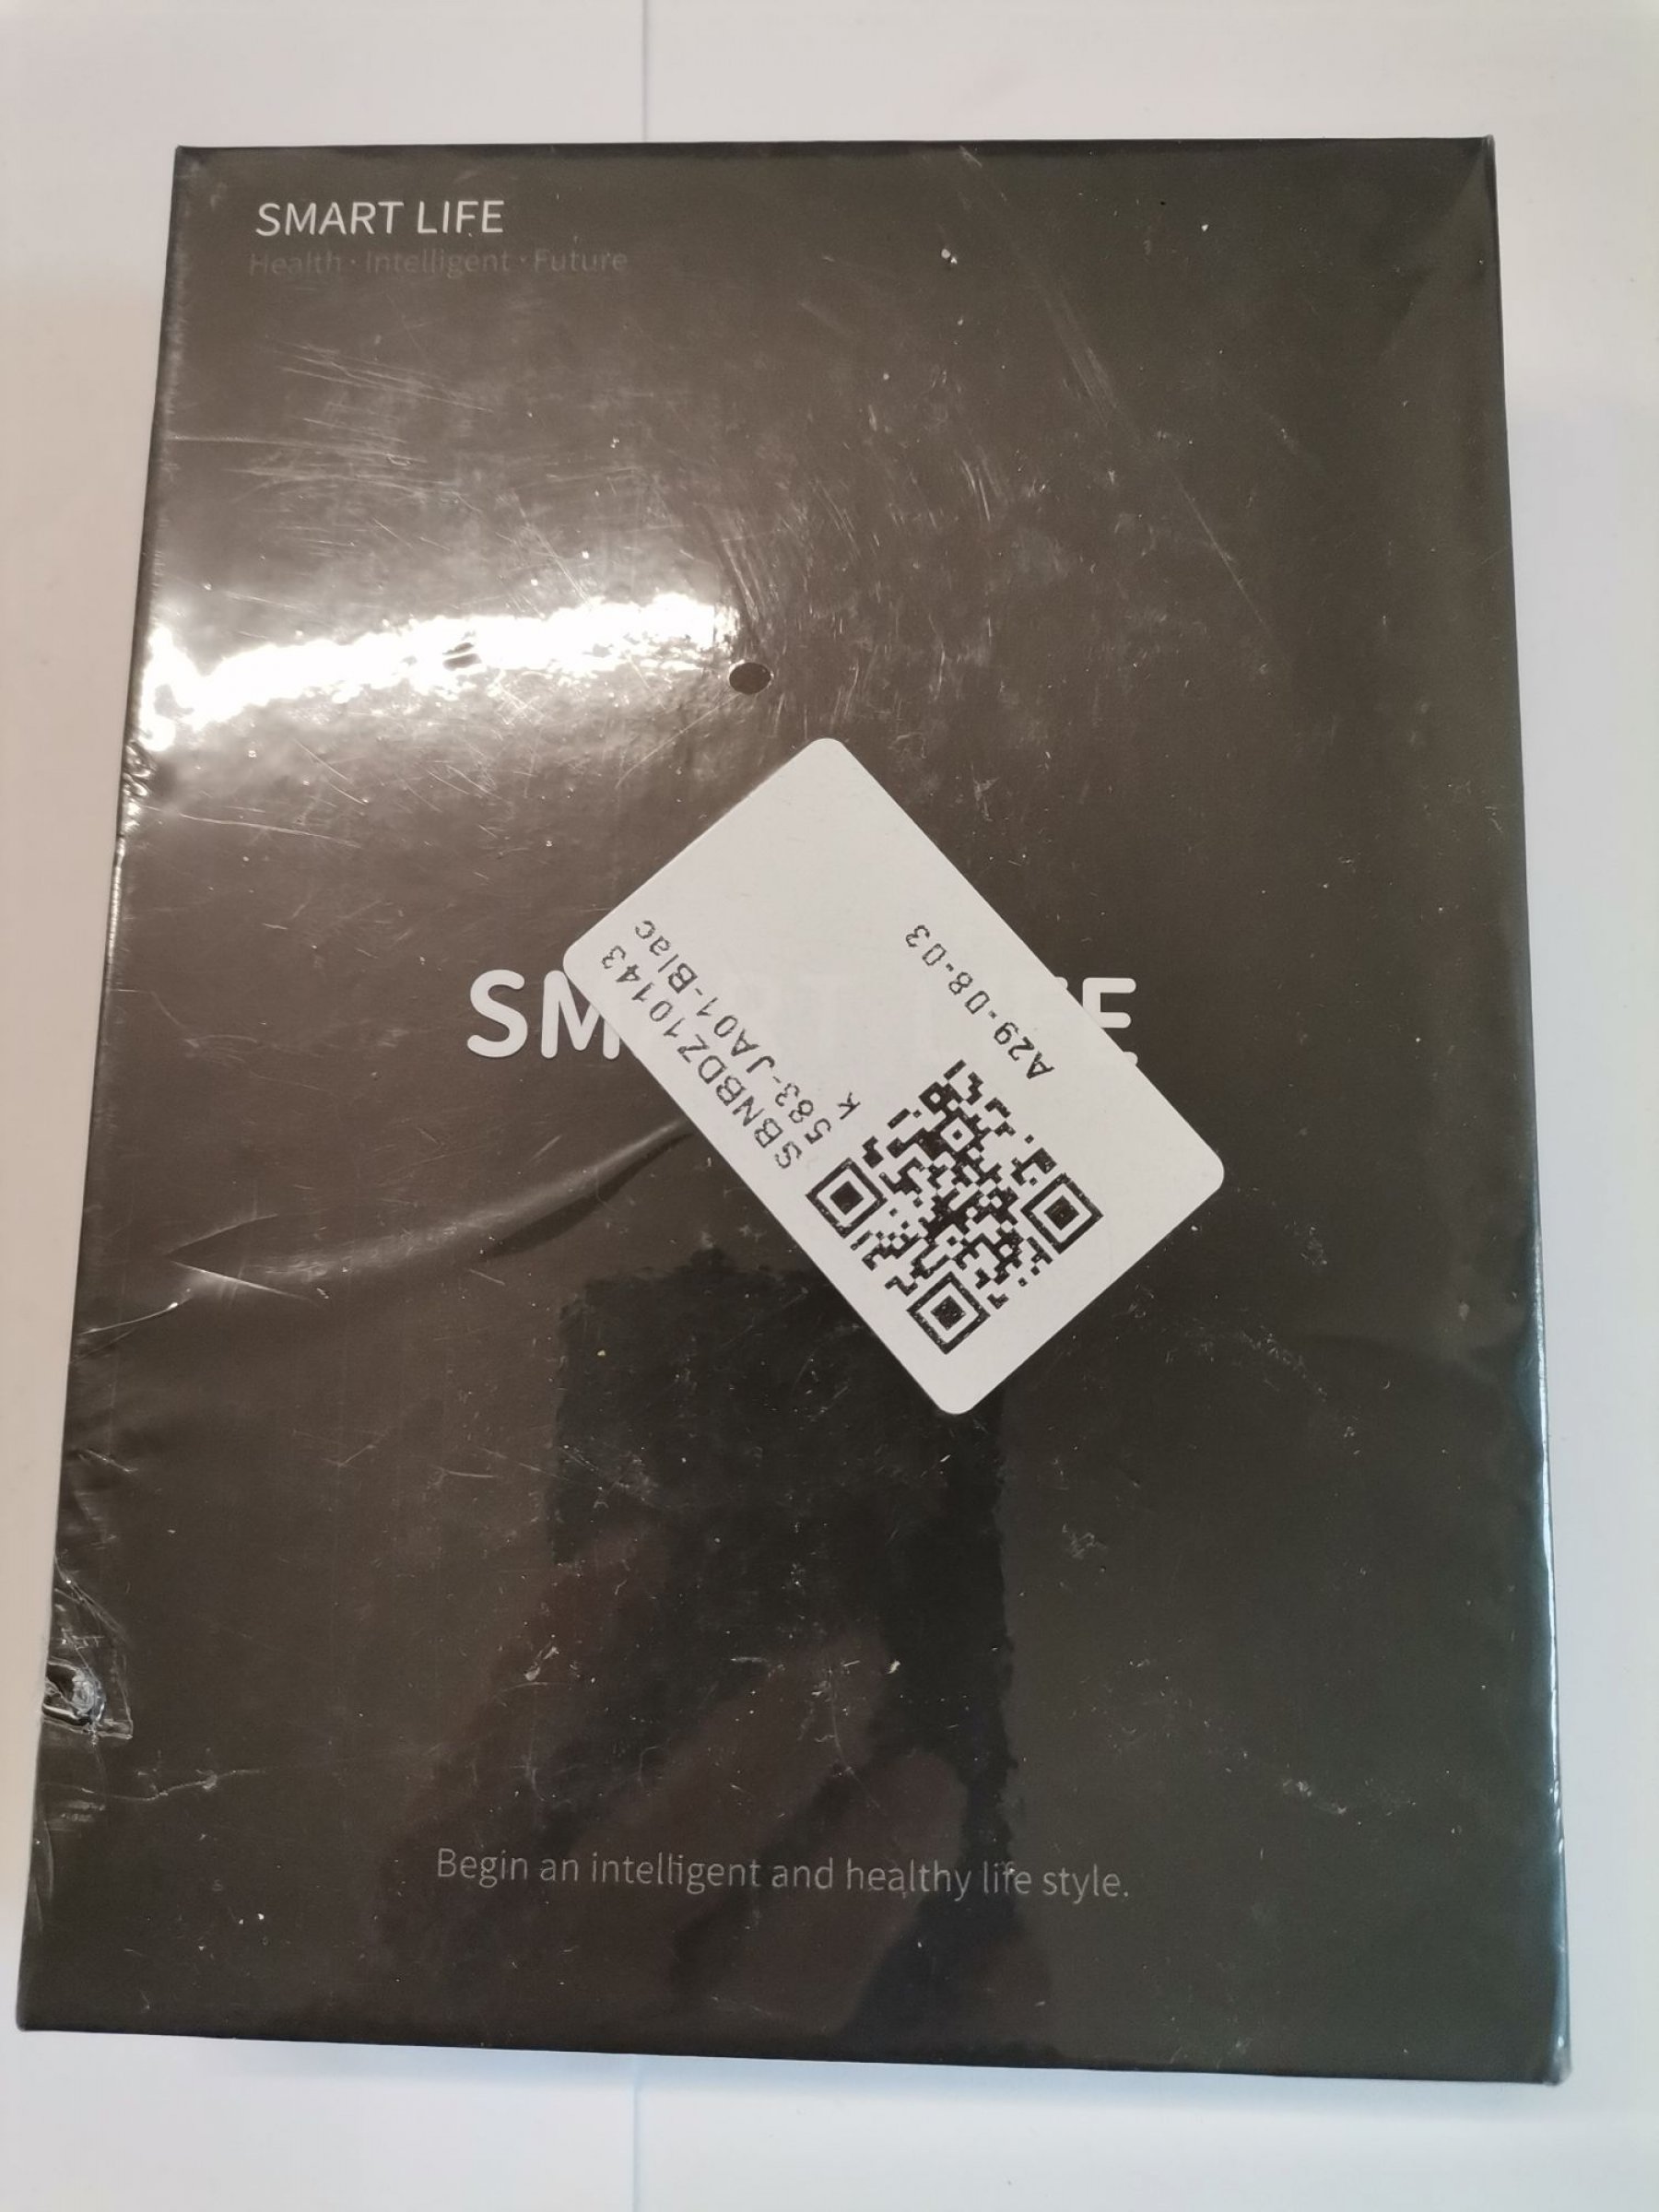 SMART LIFE
Health · Intelligent · Future
SBNBDZ10143
583-JA01-Blac
k
A29-08-03
Begin an intelligent and healthy life style.